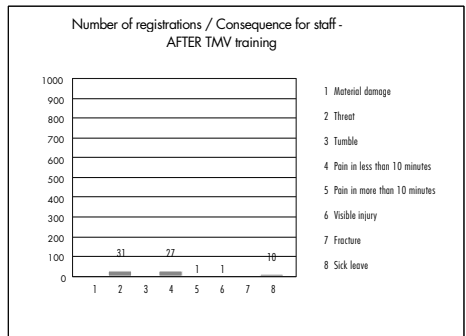 Number of registrations / Consequence for staff -
AFTER TMV training
1000
900
800
700
600
500
400
300
200
100
0
31
27
1
1
10
1
2
3
4
5
6
7
8
1 Material damage
2 Threat
3 Tumble
4 Pain in less than 10 minutes
5 Pain in more than 10 minutes
6 Visible injury
7 Fracture
8 Sick leave